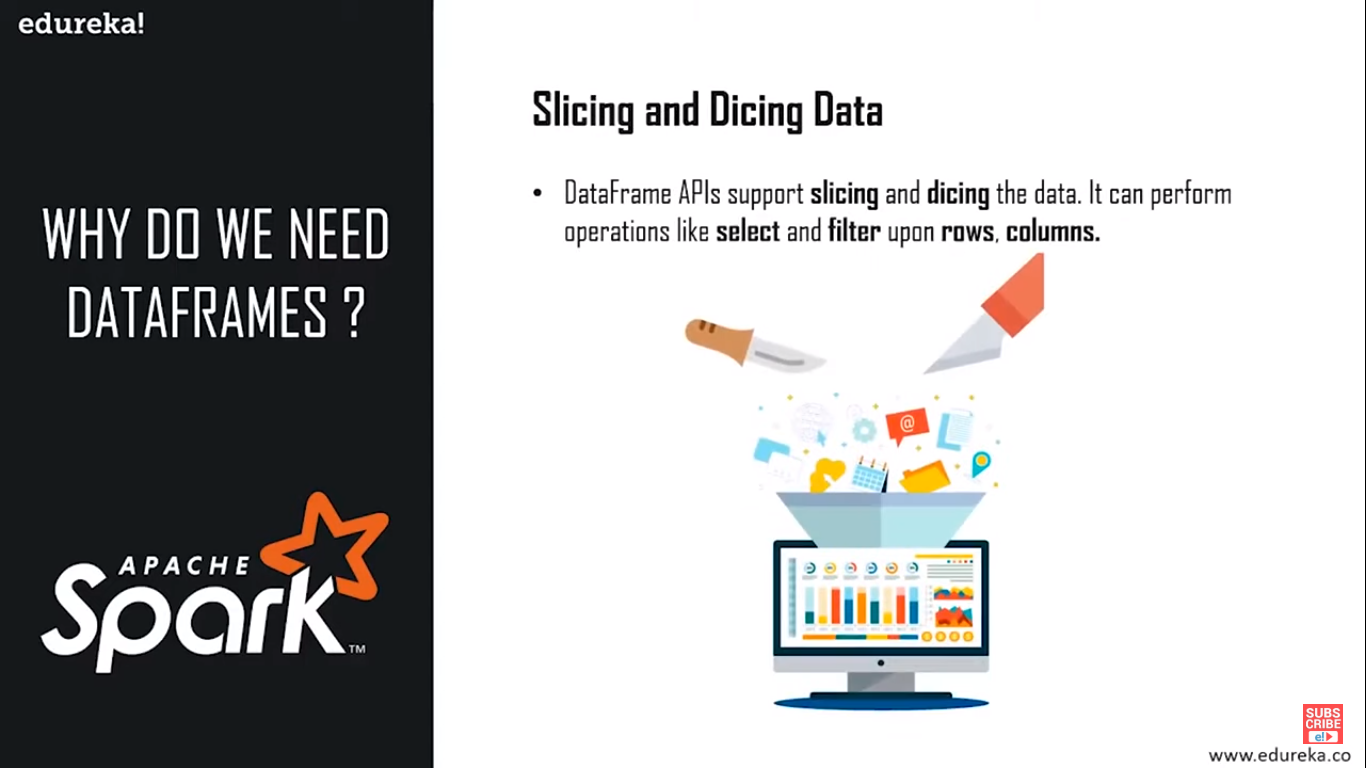 edureka!
WHY DO WE NEED
DATAFRAMES ?
APACHE
Spark™
Slicing and Dicing Data
• DataFrame APIs support slicing and dicing the data. It can perform
operations like select and filter upon rows, columns.
@
SUBS
CRIBE
e!
www.edureka.co